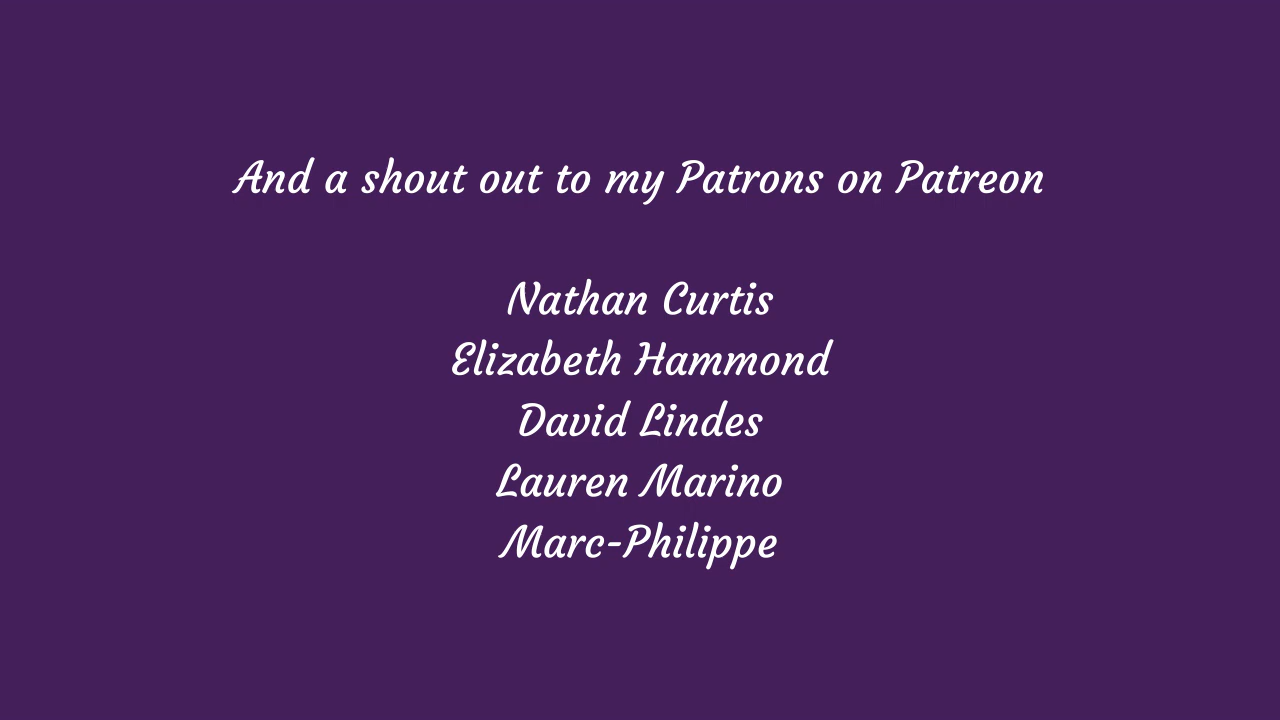 And a shout out to my Patrons on Patreon
Nathan Curtis
Elizabeth Hammond
David Lindes
Lauren Marino
Marc-Philippe